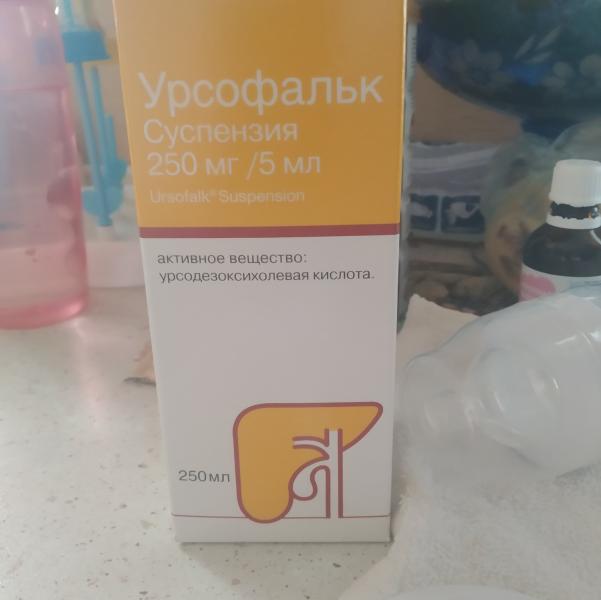 Урсофальк
Суспензия
250 мг /5 мл
Ursofalk® Suspension
активное вещество:
урсодезоксихолевая кислота.
250 мл